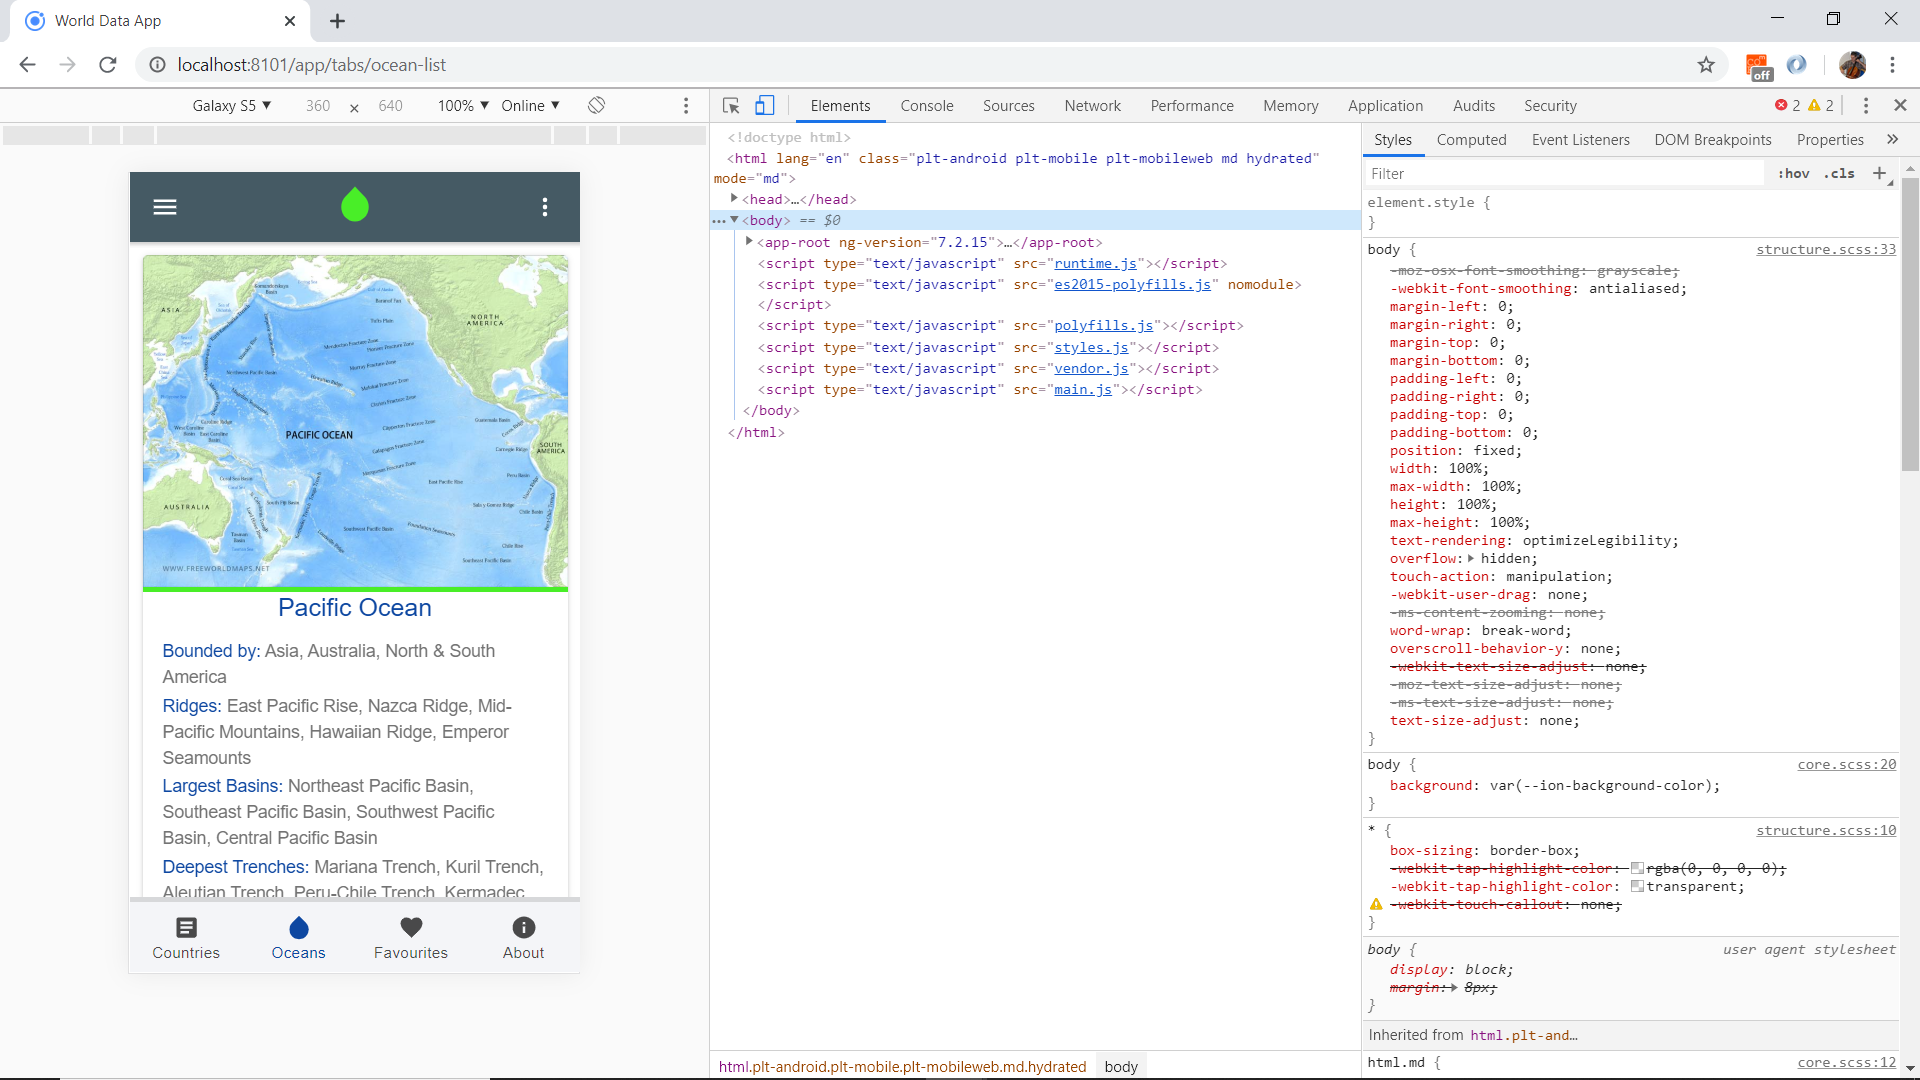 World Data App
localhost:8101/app/tabs/ocean-list
off
Galaxy S5 ▼ 360 × 640 100% ▼ Online ▼
Elements Console Sources Network Performance Memory Application Audits Security 2 2
ASIA
NORTH AMERICA
Northwest Pacific Basin
PACIFIC OCEAN
SOUTH AMERICA
East Pacific Rise
AUSTRALIA
Southwest Pacific Basin
Southeast Pacific Basin
WWW.FREEWORLDMAPS.NET
Pacific Ocean
Bounded by: Asia, Australia, North & South
America
Ridges: East Pacific Rise, Nazca Ridge, Mid-
Pacific Mountains, Hawaiian Ridge, Emperor
Seamounts
Largest Basins: Northeast Pacific Basin,
Southeast Pacific Basin, Southwest Pacific
Basin, Central Pacific Basin
Deepest Trenches: Mariana Trench, Kuril Trench,
Aleutian Trench, Peru-Chile Trench, Kermadec
Countries Oceans Favourites About
<!doctype html>
<html lang="en" class="plt-android plt-mobile plt-mobileweb md hydrated"
mode="md">
<head>…</head>
<body> == $0
<app-root ng-version="7.2.15">…</app-root>
<script type="text/javascript" src="runtime.js"></script>
<script type="text/javascript" src="es2015-polyfills.js" nomodule>
</script>
<script type="text/javascript" src="polyfills.js"></script>
<script type="text/javascript" src="styles.js"></script>
<script type="text/javascript" src="vendor.js"></script>
<script type="text/javascript" src="main.js"></script>
</body>
</html>
html.plt-android.plt-mobile.plt-mobileweb.md.hydrated body
Styles Computed Event Listeners DOM Breakpoints Properties »
Filter :hov .cls +
element.style {
}
body { structure.scss:33
-moz-osx-font-smoothing: grayscale;
-webkit-font-smoothing: antialiased;
margin-left: 0;
margin-right: 0;
margin-top: 0;
margin-bottom: 0;
padding-left: 0;
padding-right: 0;
padding-top: 0;
padding-bottom: 0;
position: fixed;
width: 100%;
max-width: 100%;
height: 100%;
max-height: 100%;
text-rendering: optimizeLegibility;
overflow: hidden;
touch-action: manipulation;
-webkit-user-drag: none;
-ms-content-zooming: none;
word-wrap: break-word;
overscroll-behavior-y: none;
-webkit-text-size-adjust: none;
-moz-text-size-adjust: none;
-ms-text-size-adjust: none;
text-size-adjust: none;
}
body { core.scss:20
background: var(--ion-background-color);
}
* { structure.scss:10
box-sizing: border-box;
-webkit-tap-highlight-color: rgba(0, 0, 0, 0);
-webkit-tap-highlight-color: transparent;
-webkit-touch-callout: none;
}
body { user agent stylesheet
display: block;
margin: 8px;
}
Inherited from html.plt-and…
html.md { core.scss:12